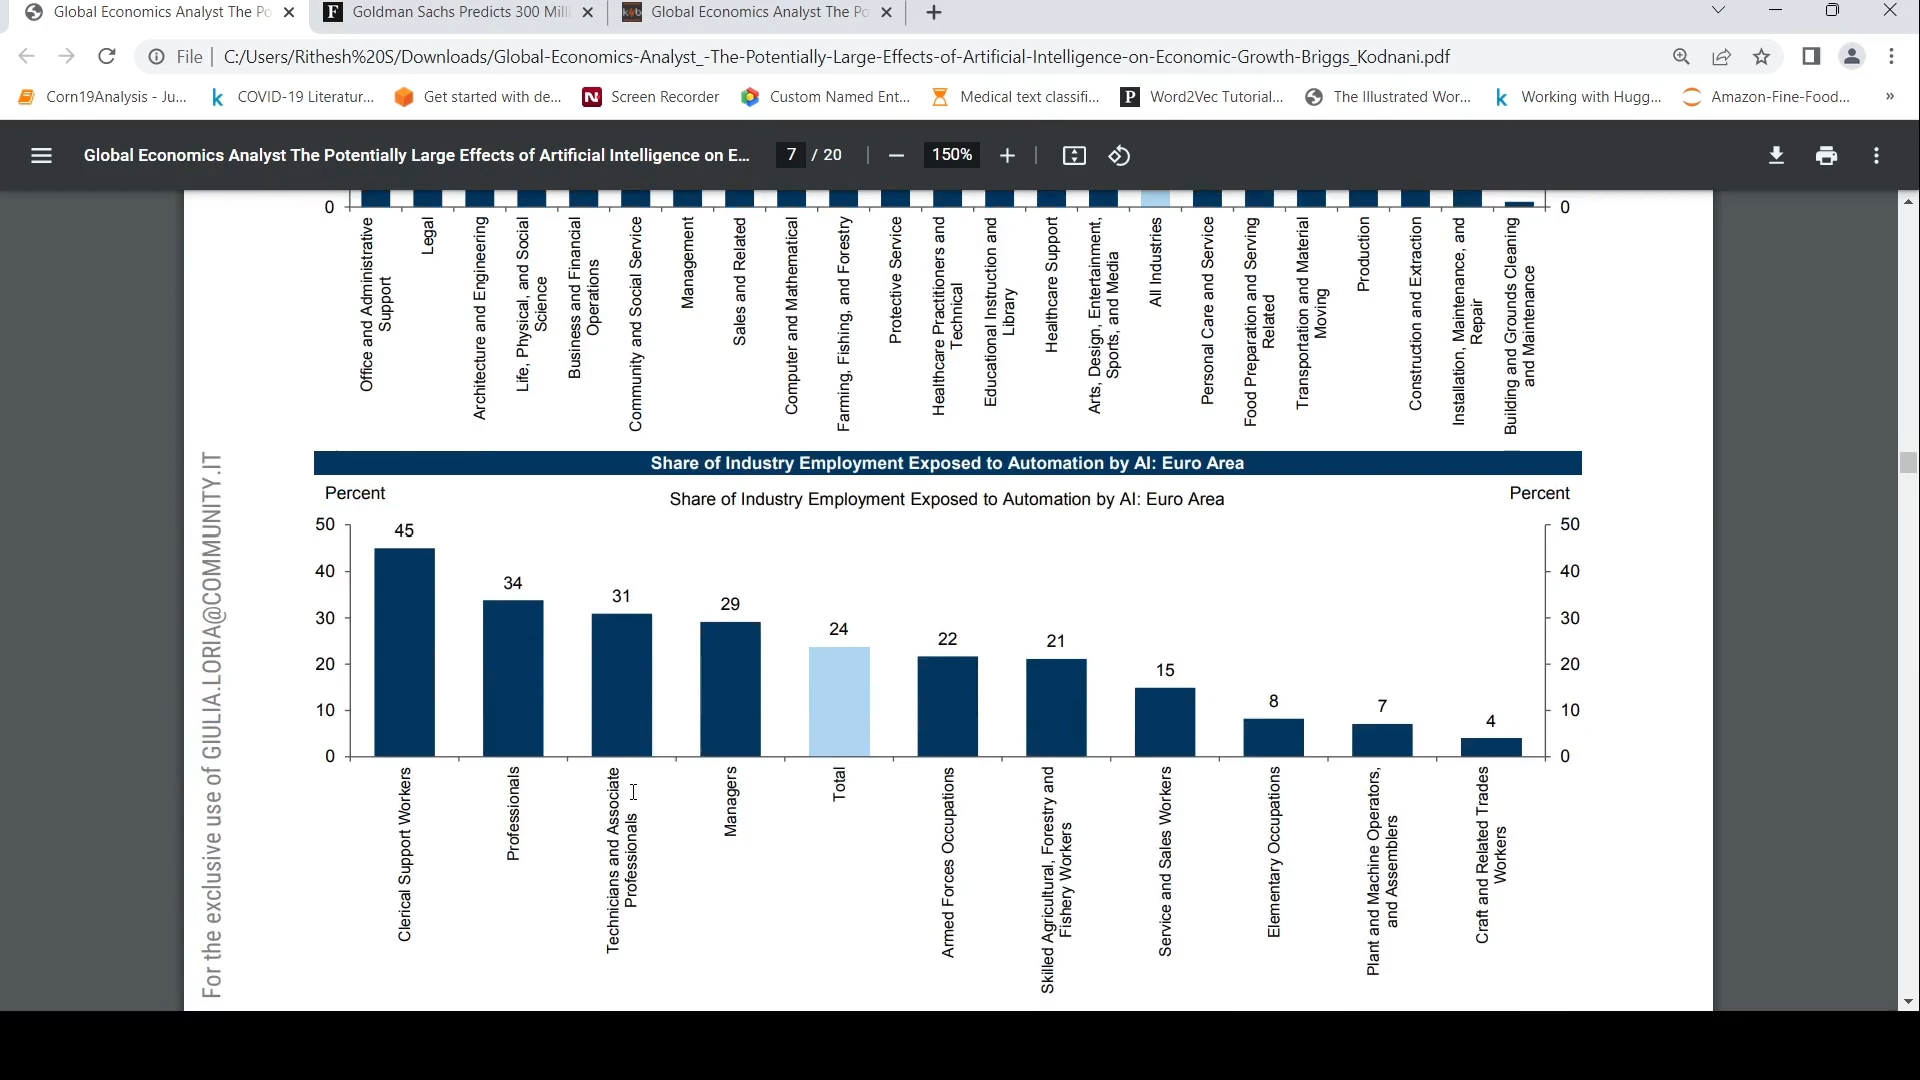 Global Economics Analyst The Po
Goldman Sachs Predicts 300 Milli
Global Economics Analyst The Po
File
C:/Users/Rithesh%20S/Downloads/Global-Economics-Analyst_-The-Potentially-Large-Effects-of-Artificial-Intelligence-on-Economic-Growth-Briggs_Kodnani.pdf
Corn19Analysis - Ju...
COVID-19 Literatur...
Get started with de...
Screen Recorder
Custom Named Ent...
Medical text classifi...
Word2Vec Tutorial...
The Illustrated Wor...
Working with Hugg...
Amazon-Fine-Food...
»
Global Economics Analyst The Potentially Large Effects of Artificial Intelligence on E...
7 / 20
150%
0
0
Office and Administrative
Support
Legal
Architecture and Engineering
Life, Physical, and Social
Science
Business and Financial
Operations
Community and Social Service
Management
Sales and Related
Computer and Mathematical
Farming, Fishing, and Forestry
Protective Service
Healthcare Practitioners and
Technical
Educational Instruction and
Library
Healthcare Support
Arts, Design, Entertainment,
Sports, and Media
All Industries
Personal Care and Service
Food Preparation and Serving
Related
Transportation and Material
Moving
Production
Construction and Extraction
Installation, Maintenance, and
Repair
Building and Grounds Cleaning
and Maintenance
For the exclusive use of GIULIA.LORIA@COMMUNITY.IT
Share of Industry Employment Exposed to Automation by AI: Euro Area
Percent
Share of Industry Employment Exposed to Automation by AI: Euro Area
Percent
50
40
30
20
10
0
45
34
31
29
24
22
21
15
8
7
4
50
40
30
20
10
0
Clerical Support Workers
Professionals
Technicians and Associate
Professionals
Managers
Total
Armed Forces Occupations
Skilled Agricultural, Forestry and
Fishery Workers
Service and Sales Workers
Elementary Occupations
Plant and Machine Operators,
and Assemblers
Craft and Related Trades
Workers